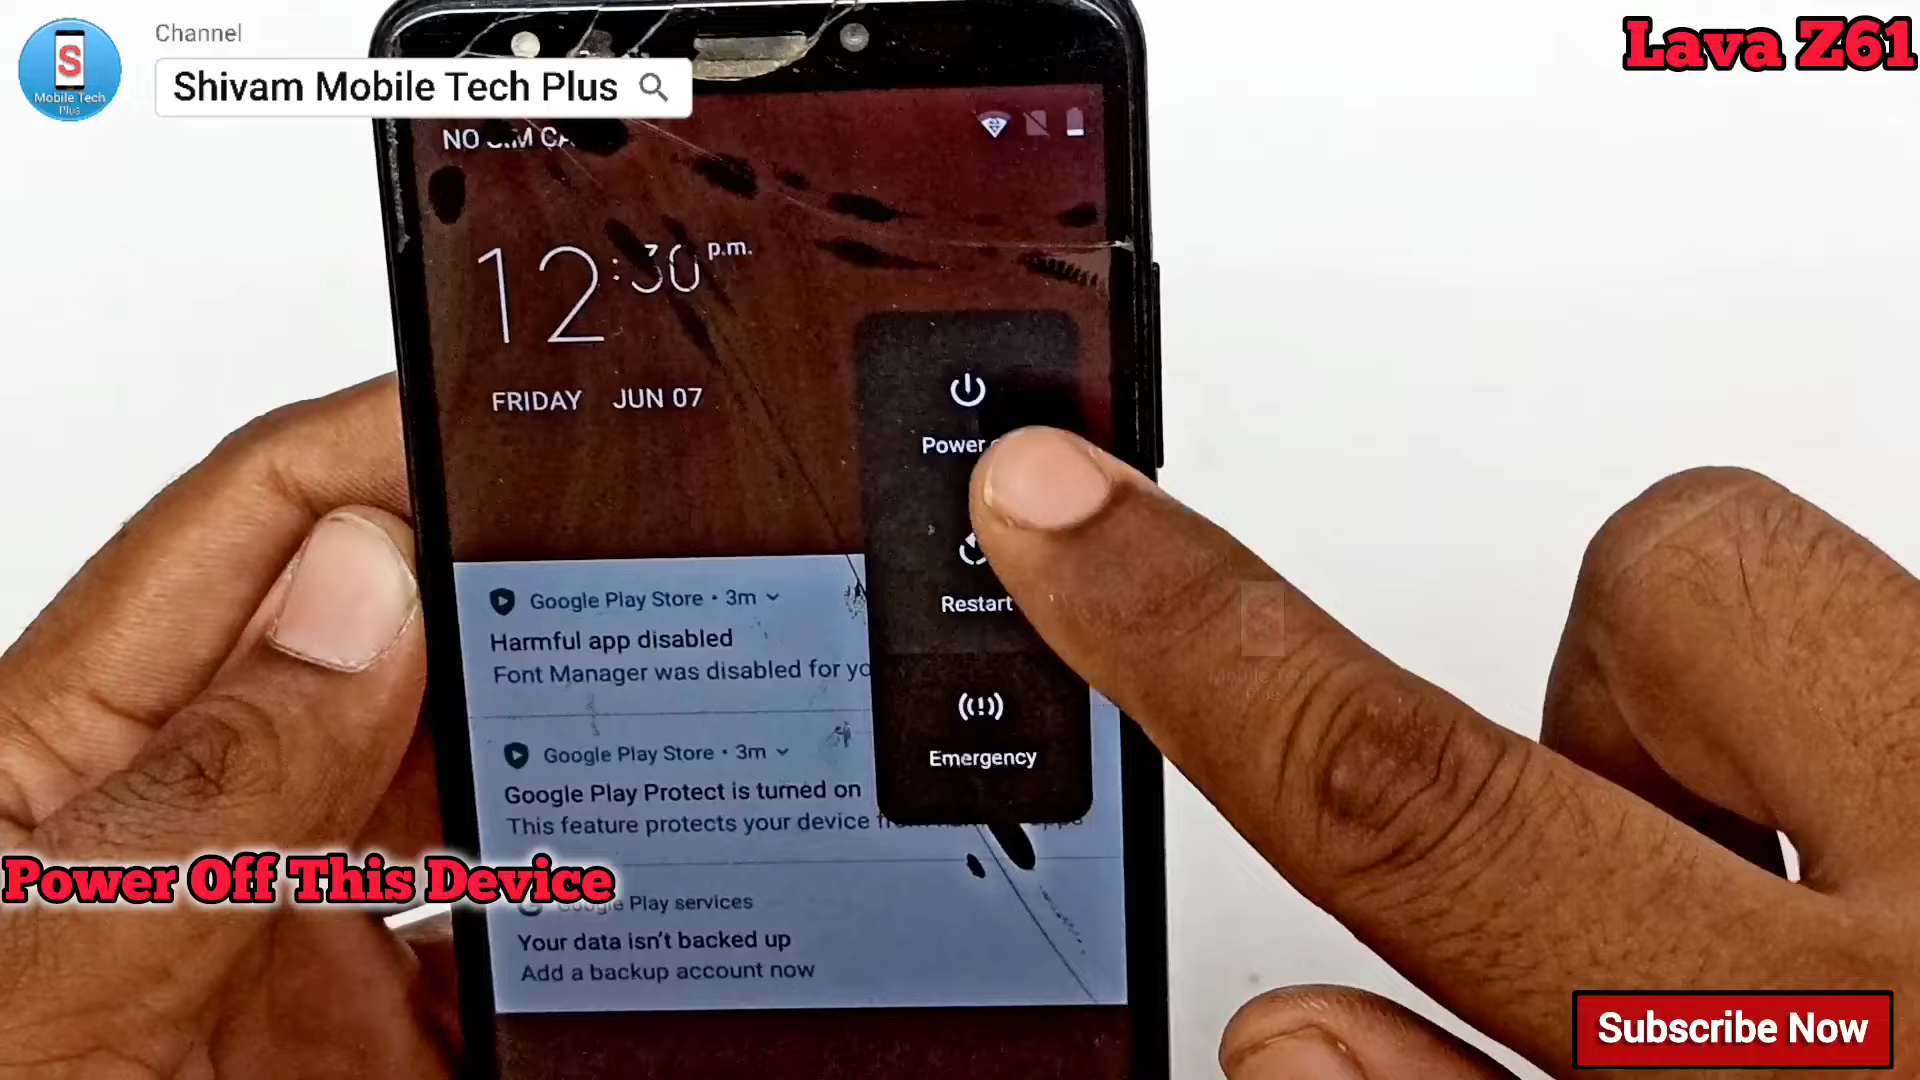 Channel
Shivam Mobile Tech Plus
S
Mobile Tech
Plus
Lava Z61
NO
12:30 p.m.
FRIDAY JUN 07
Power
Restart
Emergency
Google Play Store • 3m
Harmful app disabled
Font Manager was disabled for yo
Google Play Store • 3m
Google Play Protect is turned on
This feature protects your device
Power Off This Device
Google Play services
Your data isn't backed up
Add a backup account now
S
Mobile Tech
Plus
Subscribe Now